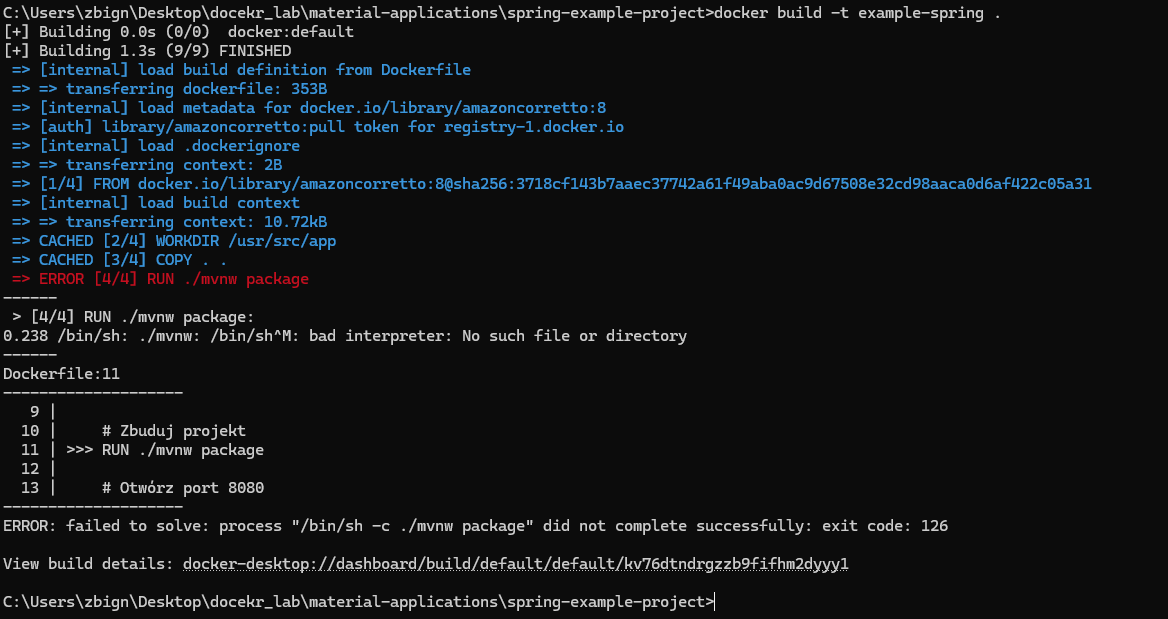 C:\Users\zbign\Desktop\docekr_lab\material-applications\spring-example-project>docker build -t example-spring .
[+] Building 0.0s (0/0)  docker:default
[+] Building 1.3s (9/9) FINISHED
 => [internal] load build definition from Dockerfile
 => => transferring dockerfile: 353B
 => [internal] load metadata for docker.io/library/amazoncorretto:8
 => [auth] library/amazoncorretto:pull token for registry-1.docker.io
 => [internal] load .dockerignore
 => => transferring context: 2B
 => [1/4] FROM docker.io/library/amazoncorretto:8@sha256:3718cf143b7aaec37742a61f49aba0ac9d67508e32cd98aaca0d6af422c05a31
 => [internal] load build context
 => => transferring context: 10.72kB
 => CACHED [2/4] WORKDIR /usr/src/app
 => CACHED [3/4] COPY . .
 => ERROR [4/4] RUN ./mvnw package
------
 > [4/4] RUN ./mvnw package:
0.238 /bin/sh: ./mvnw: /bin/sh^M: bad interpreter: No such file or directory
------
Dockerfile:11
--------------------
   9 |
  10 |     # Zbuduj projekt
  11 | >>> RUN ./mvnw package
  12 |
  13 |     # Otwórz port 8080
--------------------
ERROR: failed to solve: process "/bin/sh -c ./mvnw package" did not complete successfully: exit code: 126
View build details: docker-desktop://dashboard/build/default/default/kv76dtndrgzzb9fifhm2dyyy1
C:\Users\zbign\Desktop\docekr_lab\material-applications\spring-example-project>